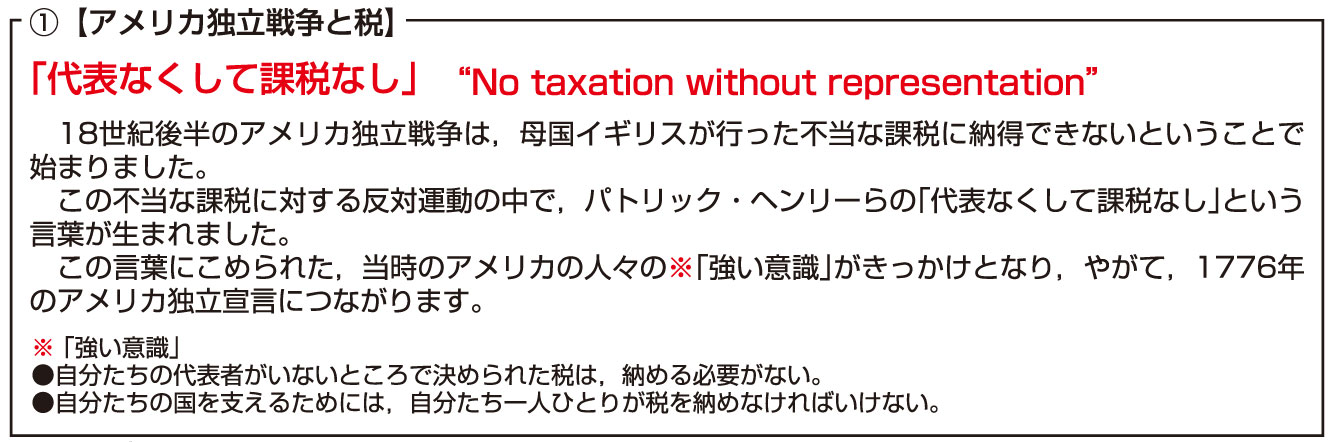 ①【アメリカ独立戦争と税】
「代表なくして課税なし」 “No taxation without representation”
　18世紀後半のアメリカ独立戦争は，母国イギリスが行った不当な課税に納得できないということで
始まりました。
　この不当な課税に対する反対運動の中で，パトリック・ヘンリーらの「代表なくして課税なし」という
言葉が生まれました。
　この言葉にこめられた，当時のアメリカの人々の※「強い意識」がきっかけとなり，やがて，1776年
のアメリカ独立宣言につながります。
※「強い意識」
●自分たちの代表者がいないところで決められた税は，納める必要がない。
●自分たちの国を支えるためには，自分たち一人ひとりが税を納めなければいけない。